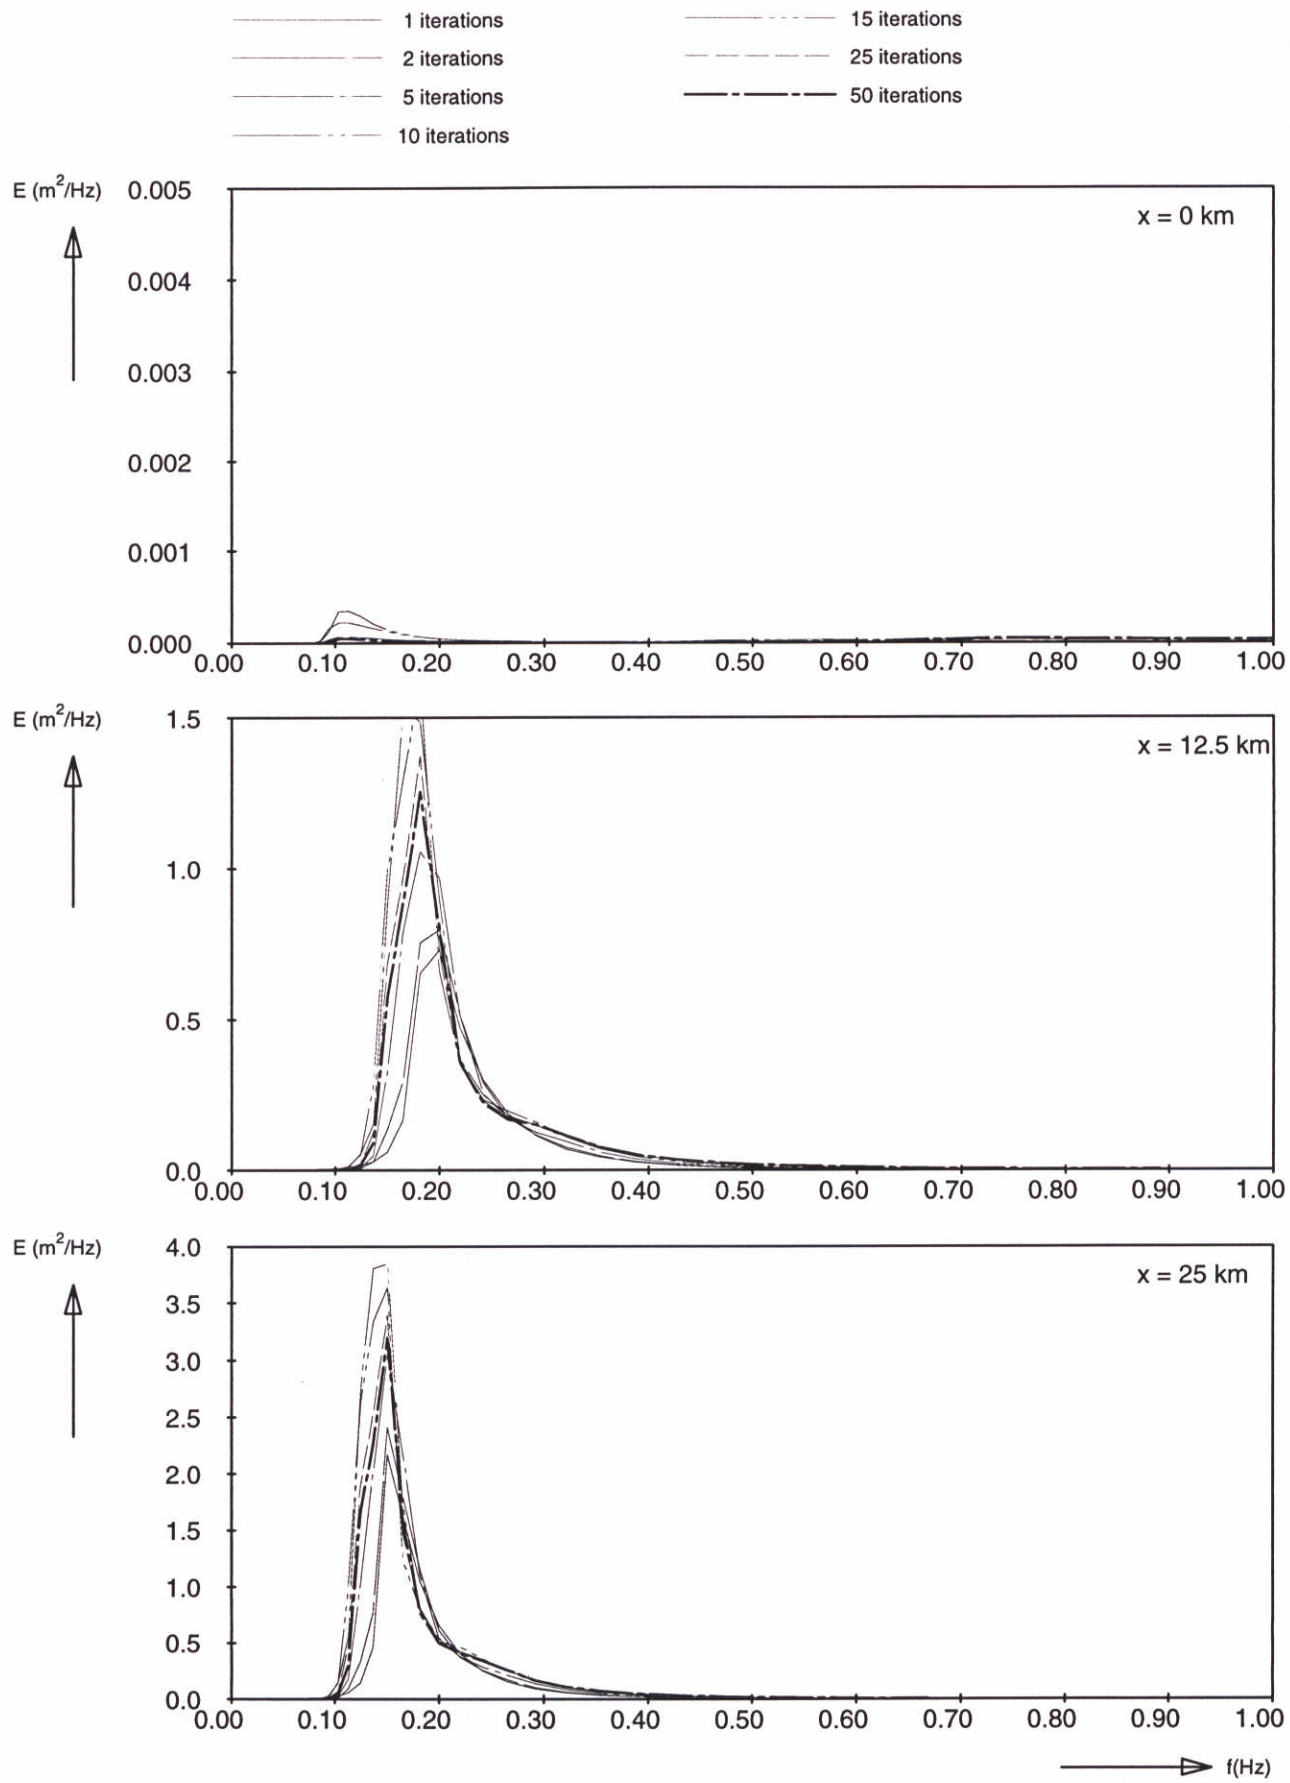 1 iterations 15 iterations
2 iterations 25 iterations
5 iterations 50 iterations
10 iterations
E (m²/Hz) 0.005
x = 0 km
0.004
0.003
0.002
0.001
0.000
0.00 0.10 0.20 0.30 0.40 0.50 0.60 0.70 0.80 0.90 1.00
E (m²/Hz) 1.5
x = 12.5 km
1.0
0.5
0.0
0.00 0.10 0.20 0.30 0.40 0.50 0.60 0.70 0.80 0.90 1.00
E (m²/Hz) 4.0
x = 25 km
3.5
3.0
2.5
2.0
1.5
1.0
0.5
0.0
0.00 0.10 0.20 0.30 0.40 0.50 0.60 0.70 0.80 0.90 1.00
f(Hz)